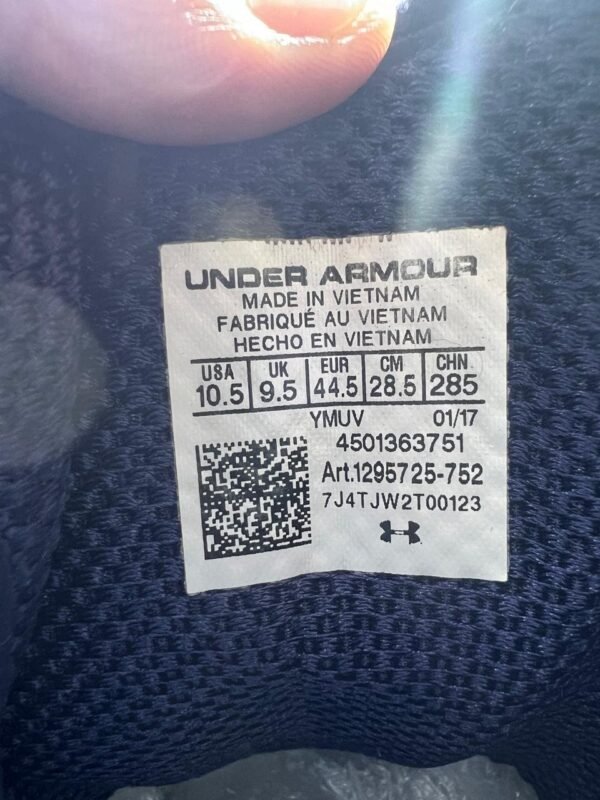 UNDER ARMOUR
MADE IN VIETNAM
FABRIQUÉ AU VIETNAM
HECHO EN VIETNAM
USA UK EUR CM CHN
10.5 9.5 44.5 28.5 285
YMUV 01/17
4501363751
Art.1295725-752
7J4TJW2T00123